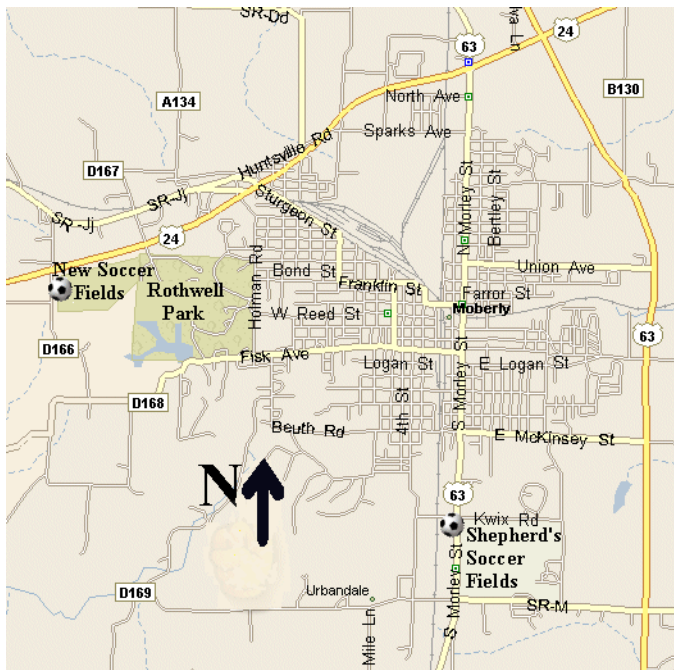 SR-Dd
Lva Ln
63
24
North Ave
B130
A134
Sparks Ave
Huntsville Rd
D167
SR-Jj
SR-Jj
Sturgeon St
N Morley St
Bertley St
24
New Soccer
Fields
Rothwell
Park
Holman Rd
Bond St
Franklin St
Union Ave
Farror St
Moberly
W Reed St
63
D166
Fisk Ave
Logan St
E Logan St
S Morley St
D168
4th St
Beuth Rd
E McKinsey St
N
63
Kwix Rd
Shepherd's
Soccer
Fields
S Morley St
D169
Urbandale
SR-M
Mile Ln